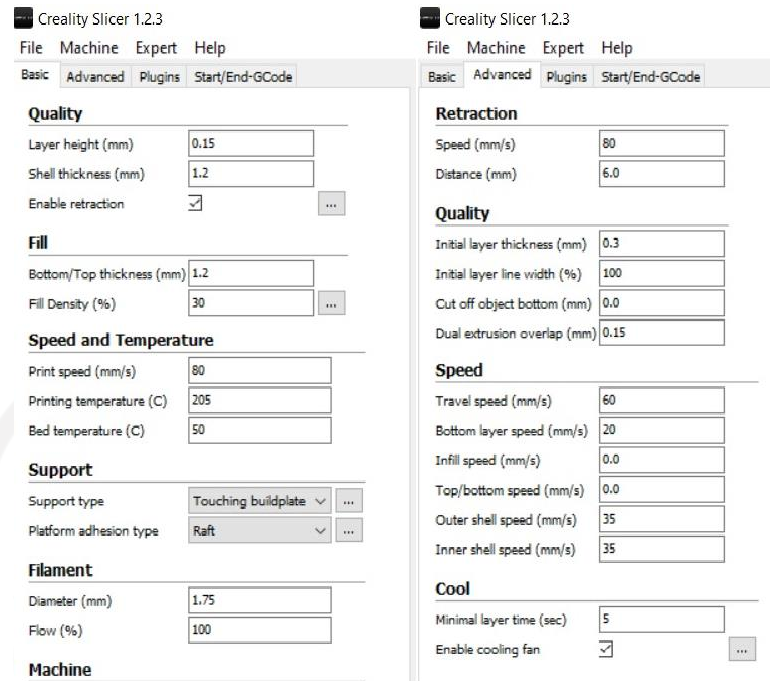 Creality Slicer 1.2.3
File Machine Expert Help
Basic Advanced Plugins Start/End-GCode
Quality
Layer height (mm) 0.15
Shell thickness (mm) 1.2
Enable retraction ...
Fill
Bottom/Top thickness (mm) 1.2
Fill Density (%) 30 ...
Speed and Temperature
Print speed (mm/s) 80
Printing temperature (C) 205
Bed temperature (C) 50
Support
Support type Touching buildplate ...
Platform adhesion type Raft ...
Filament
Diameter (mm) 1.75
Flow (%) 100
Machine
Creality Slicer 1.2.3
File Machine Expert Help
Basic Advanced Plugins Start/End-GCode
Retraction
Speed (mm/s) 80
Distance (mm) 6.0
Quality
Initial layer thickness (mm) 0.3
Initial layer line width (%) 100
Cut off object bottom (mm) 0.0
Dual extrusion overlap (mm) 0.15
Speed
Travel speed (mm/s) 60
Bottom layer speed (mm/s) 20
Infill speed (mm/s) 0.0
Top/bottom speed (mm/s) 0.0
Outer shell speed (mm/s) 35
Inner shell speed (mm/s) 35
Cool
Minimal layer time (sec) 5
Enable cooling fan ...